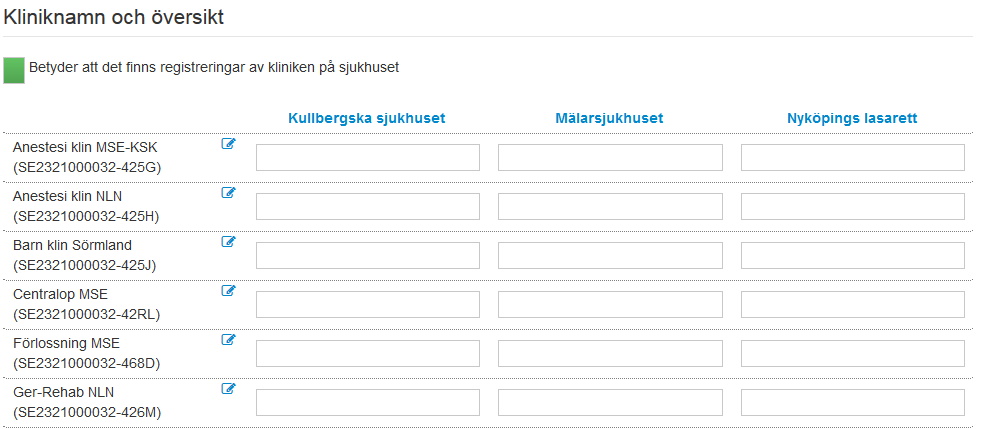 Kliniknamn och översikt
Betyder att det finns registreringar av kliniken på sjukhuset
Kullbergska sjukhuset Mälarsjukhuset Nyköpings lasarett
Anestesi klin MSE-KSK
(SE2321000032-425G)
Anestesi klin NLN
(SE2321000032-425H)
Barn klin Sörmland
(SE2321000032-425J)
Centralop MSE
(SE2321000032-42RL)
Förlossning MSE
(SE2321000032-468D)
Ger-Rehab NLN
(SE2321000032-426M)